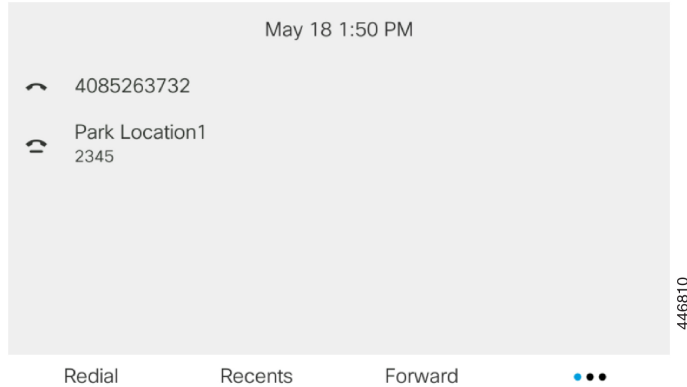 May 18 1:50 PM
4085263732
Park Location1
2345
Redial Recents Forward
446810